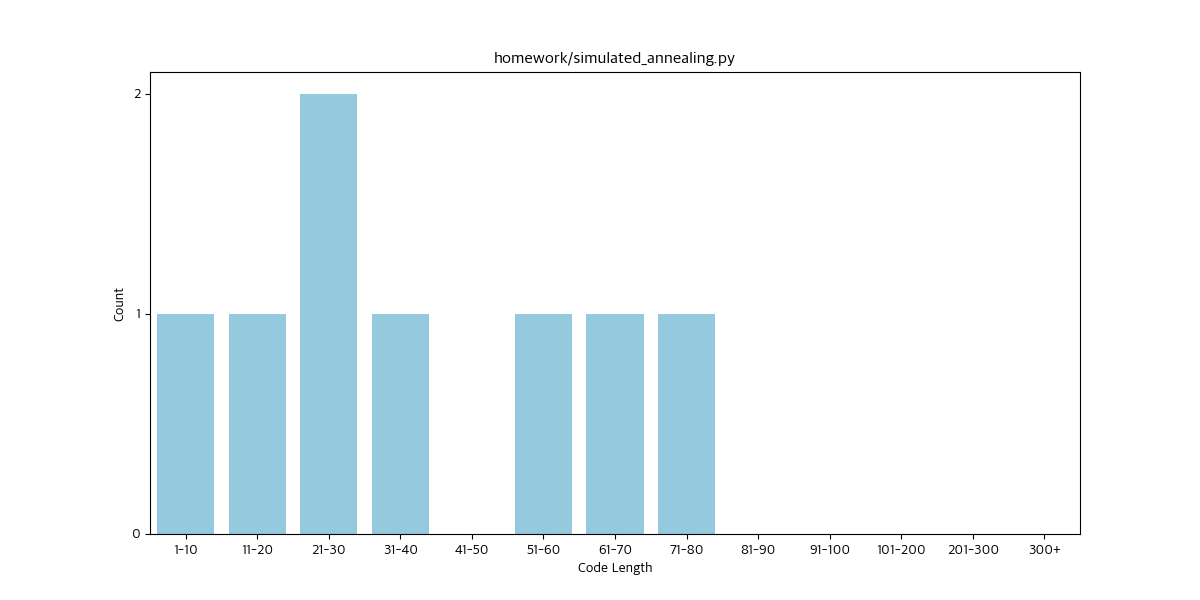 homework/simulated_annealing.py
2
1
0
Count
1-10 11-20 21-30 31-40 41-50 51-60 61-70 71-80 81-90 91-100 101-200 201-300 300+
Code Length